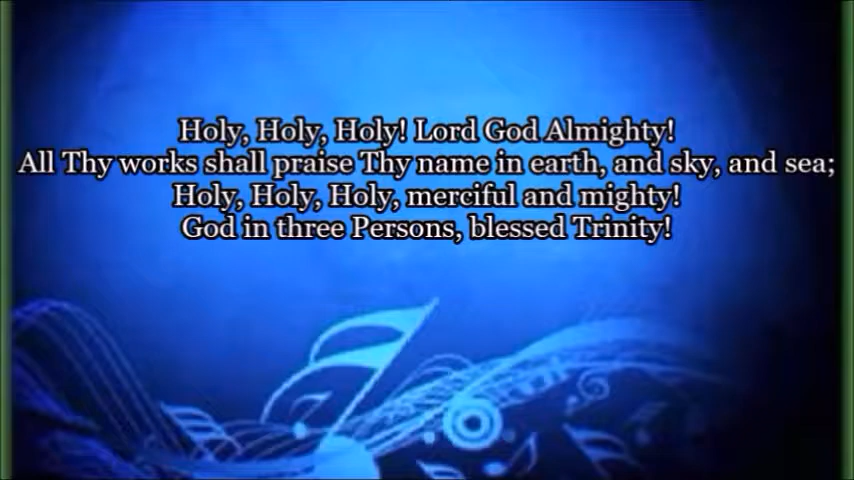 Holy, Holy, Holy! Lord God Almighty!
All Thy works shall praise Thy name in earth, and sky, and sea;
Holy, Holy, Holy, merciful and mighty!
God in three Persons, blessed Trinity!